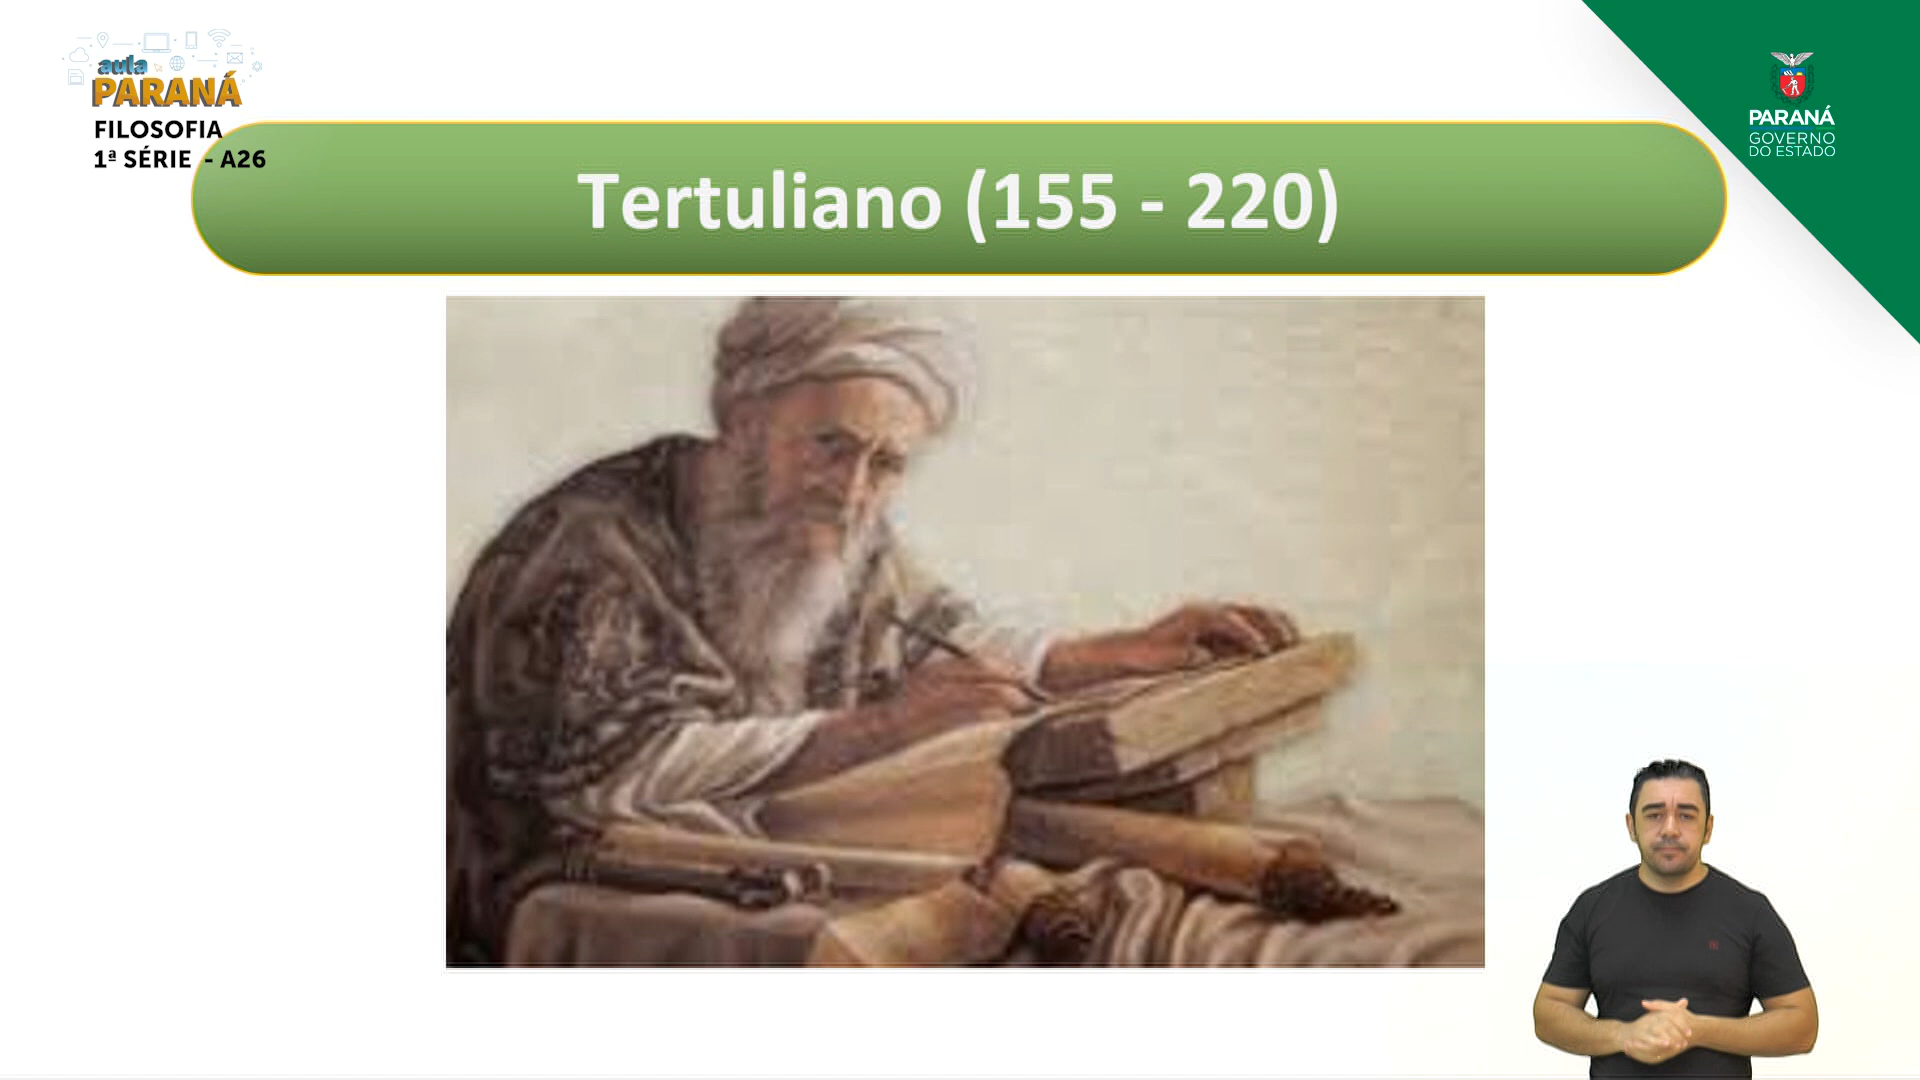 aula
PARANÁ
FILOSOFIA
1ª SÉRIE - A26
Tertuliano (155 - 220)
PARANÁ
GOVERNO
DO ESTADO